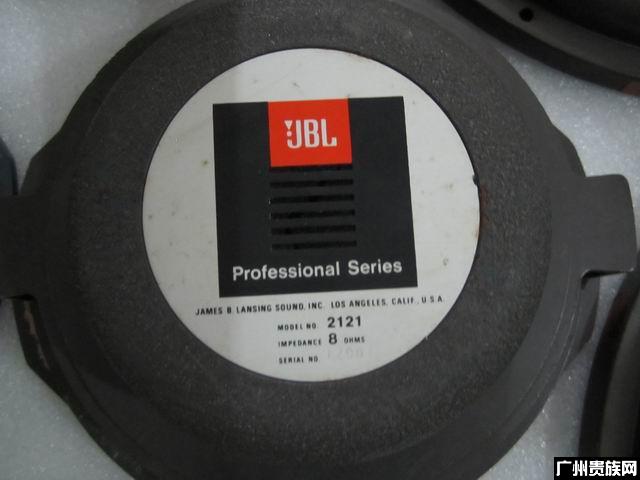 JBL
Professional Series
JAMES B. LANSING SOUND, INC. LOS ANGELES, CALIF., U.S.A.
MODEL NO. 2121
IMPEDANCE 8 OHMS
SERIAL NO.
广州贵族网